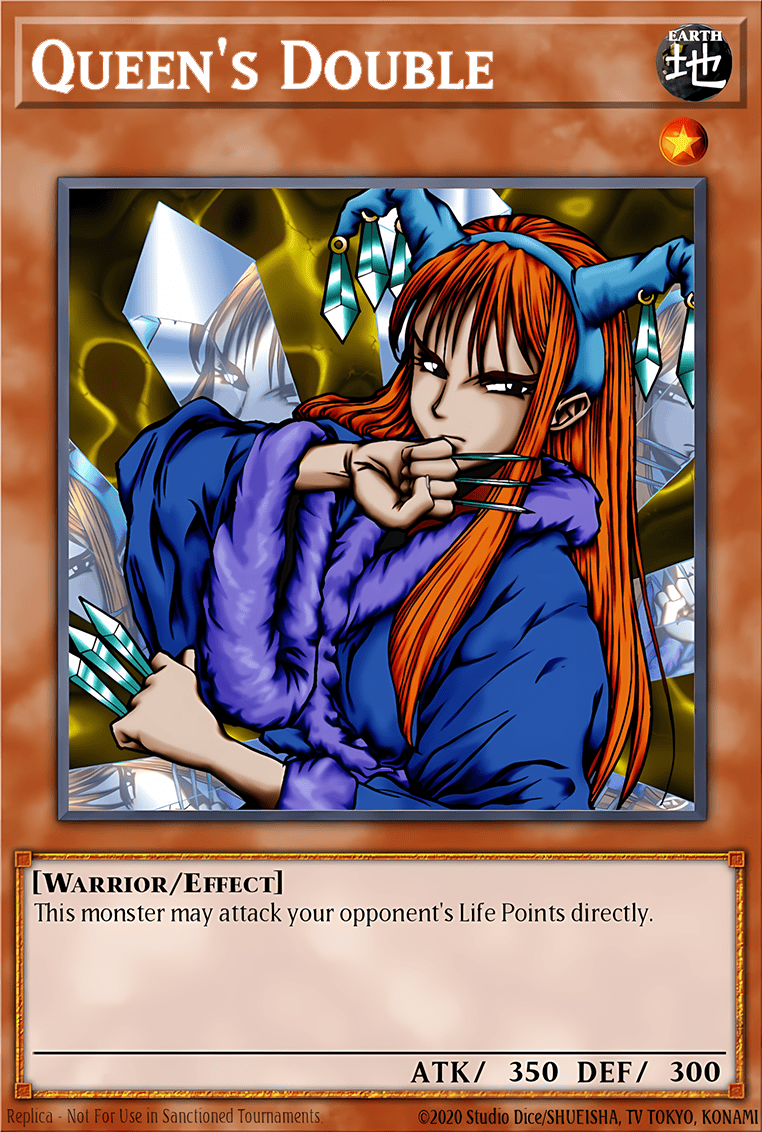 Queen's Double
EARTH
地
[Warrior/Effect]
This monster may attack your opponent's Life Points directly.
ATK/ 350 DEF/ 300
Replica - Not For Use in Sanctioned Tournaments.
©2020 Studio Dice/SHUEISHA, TV TOKYO, KONAMI